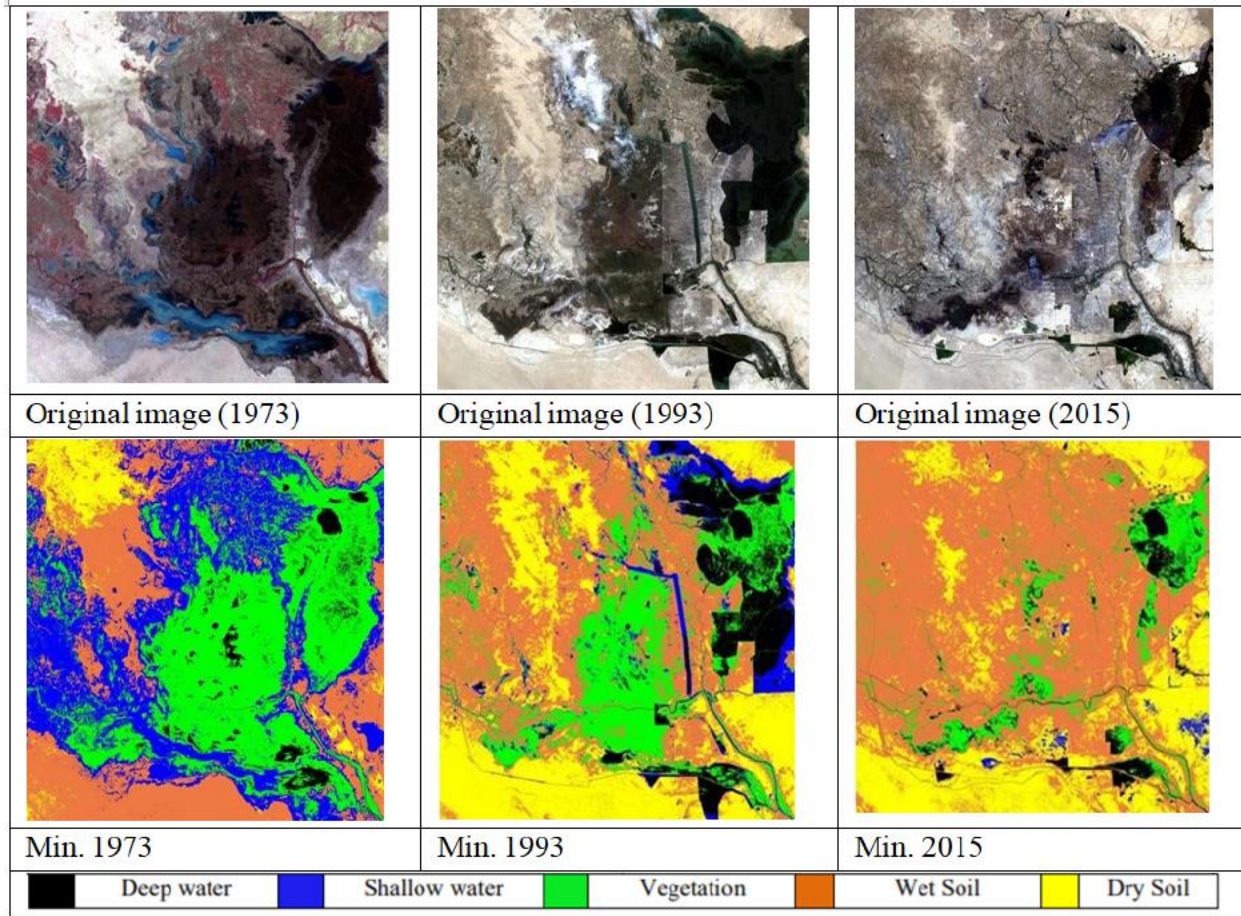 Original image (1973)
Original image (1993)
Original image (2015)
Min. 1973
Min. 1993
Min. 2015
Deep water
Shallow water
Vegetation
Wet Soil
Dry Soil